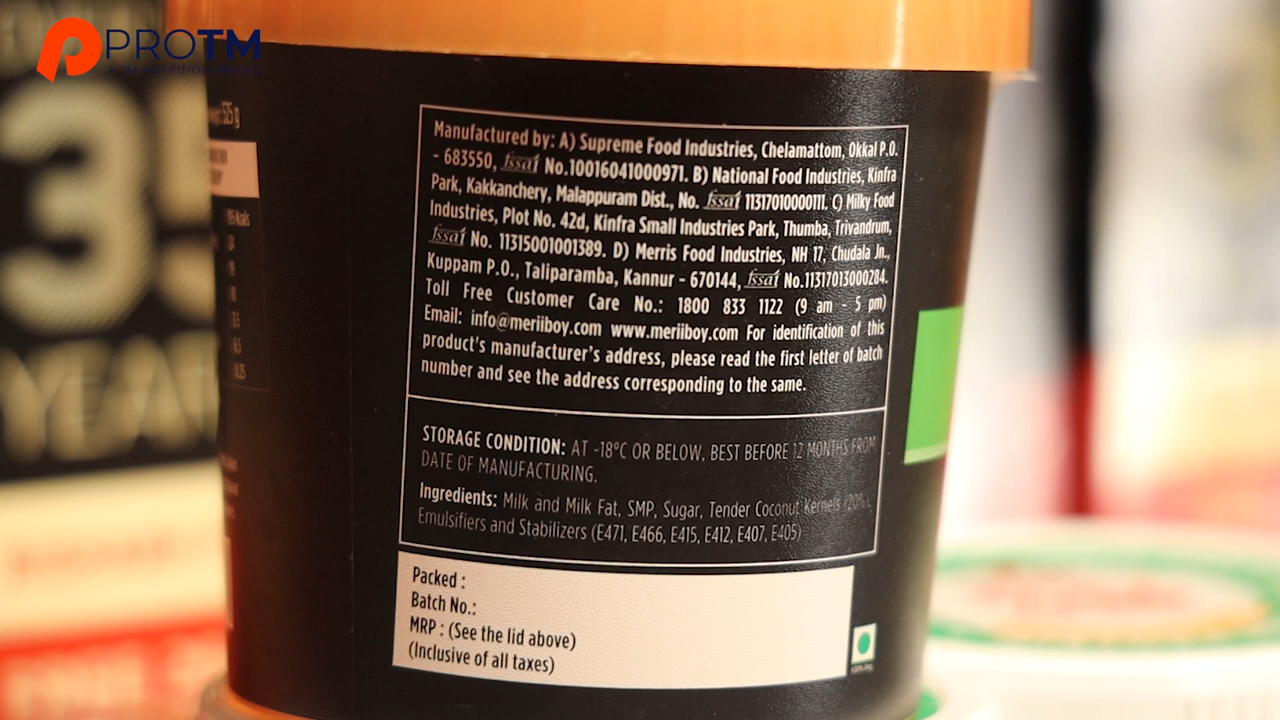 PROTM
35
YEAR
525 g
Manufactured by: A) Supreme Food Industries, Chelamattom, Okkal P.O.
- 683550, fssai No.10016041000971. B) National Food Industries, Kinfra
Park, Kakkanchery, Malappuram Dist., No. fssai 11317010000111. C) Milky Food
Industries, Plot No. 42d, Kinfra Small Industries Park, Thumba, Trivandrum,
fssai No. 11315001001389. D) Merris Food Industries, NH 17, Chudala Jn.,
Kuppam P.O., Taliparamba, Kannur - 670144, fssai No.11317013000284.
Toll Free Customer Care No.: 1800 833 1122 (9 am - 5 pm)
Email: info@meriiboy.com www.meriiboy.com For identification of this
product's manufacturer's address, please read the first letter of batch
number and see the address corresponding to the same.
STORAGE CONDITION: AT -18°C OR BELOW, BEST BEFORE 12 MONTHS FROM
DATE OF MANUFACTURING.
Ingredients: Milk and Milk Fat, SMP, Sugar, Tender Coconut Kernels (20%),
Emulsifiers and Stabilizers (E471, E466, E415, E412, E407, E405)
Packed :
Batch No.:
MRP : (See the lid above)
(Inclusive of all taxes)